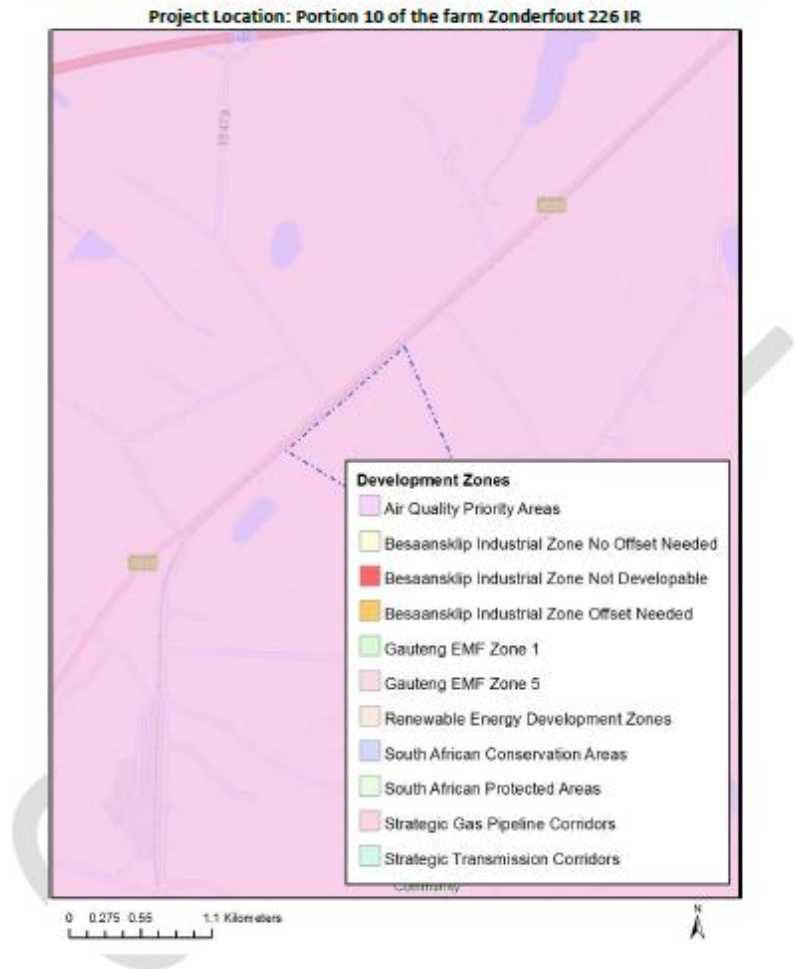 Project Location: Portion 10 of the farm Zonderfout 226 IR
Development Zones
Air Quality Priority Areas
Besaansklip Industrial Zone No Offset Needed
Besaansklip Industrial Zone Not Developable
Besaansklip Industrial Zone Offset Needed
Gauteng EMF Zone 1
Gauteng EMF Zone 5
Renewable Energy Development Zones
South African Conservation Areas
South African Protected Areas
Strategic Gas Pipeline Corridors
Strategic Transmission Corridors
Community
0 0.275 0.55 1.1 Kilometers
N